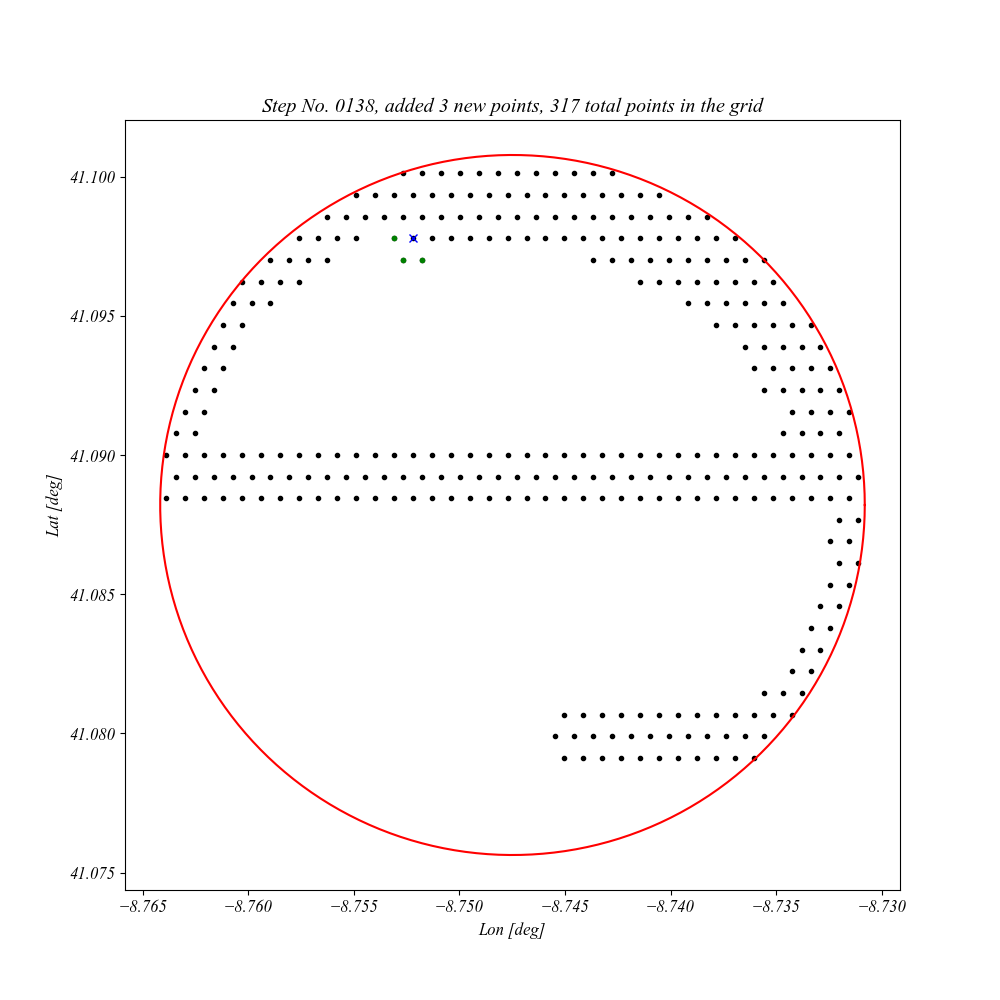 Step No. 0138, added 3 new points, 317 total points in the grid
41.100
41.095
41.090
41.085
41.080
41.075
Lat [deg]
−8.765 −8.760 −8.755 −8.750 −8.745 −8.740 −8.735 −8.730
Lon [deg]